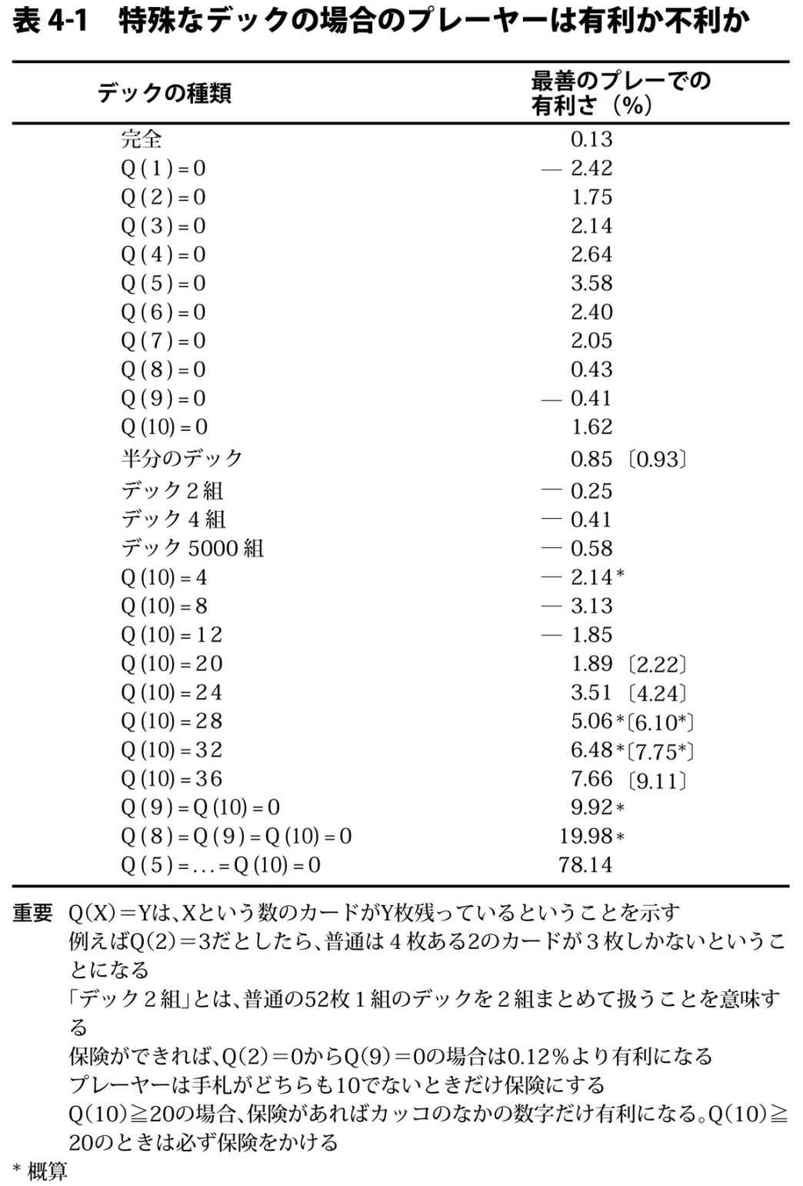 表 4-1 特殊なデックの場合のプレーヤーは有利か不利か
デックの種類
最善のプレーでの
有利さ（%）
完全 0.13
Q(1)=0 — 2.42
Q(2)=0 1.75
Q(3)=0 2.14
Q(4)=0 2.64
Q(5)=0 3.58
Q(6)=0 2.40
Q(7)=0 2.05
Q(8)=0 0.43
Q(9)=0 — 0.41
Q(10)=0 1.62
半分のデック 0.85〔0.93〕
デック2組 — 0.25
デック4組 — 0.41
デック5000組 — 0.58
Q(10)=4 — 2.14*
Q(10)=8 — 3.13
Q(10)=12 — 1.85
Q(10)=20 1.89〔2.22〕
Q(10)=24 3.51〔4.24〕
Q(10)=28 5.06*〔6.10*〕
Q(10)=32 6.48*〔7.75*〕
Q(10)=36 7.66〔9.11〕
Q(9)=Q(10)=0 9.92*
Q(8)=Q(9)=Q(10)=0 19.98*
Q(5)=...=Q(10)=0 78.14
重要 Q(X)=Yは、Xという数のカードがY枚残っているということを示す
例えばQ(2)=3だとしたら、普通は4枚ある2のカードが3枚しかないというこ
とになる
「デック2組」とは、普通の52枚1組のデックを2組まとめて扱うことを意味す
る
保険ができれば、Q(2)=0からQ(9)=0の場合は0.12%より有利になる
プレーヤーは手札がどちらも10でないときだけ保険にする
Q(10)≧20の場合、保険があればカッコのなかの数字だけ有利になる。Q(10)≧
20のときは必ず保険をかける
* 概算